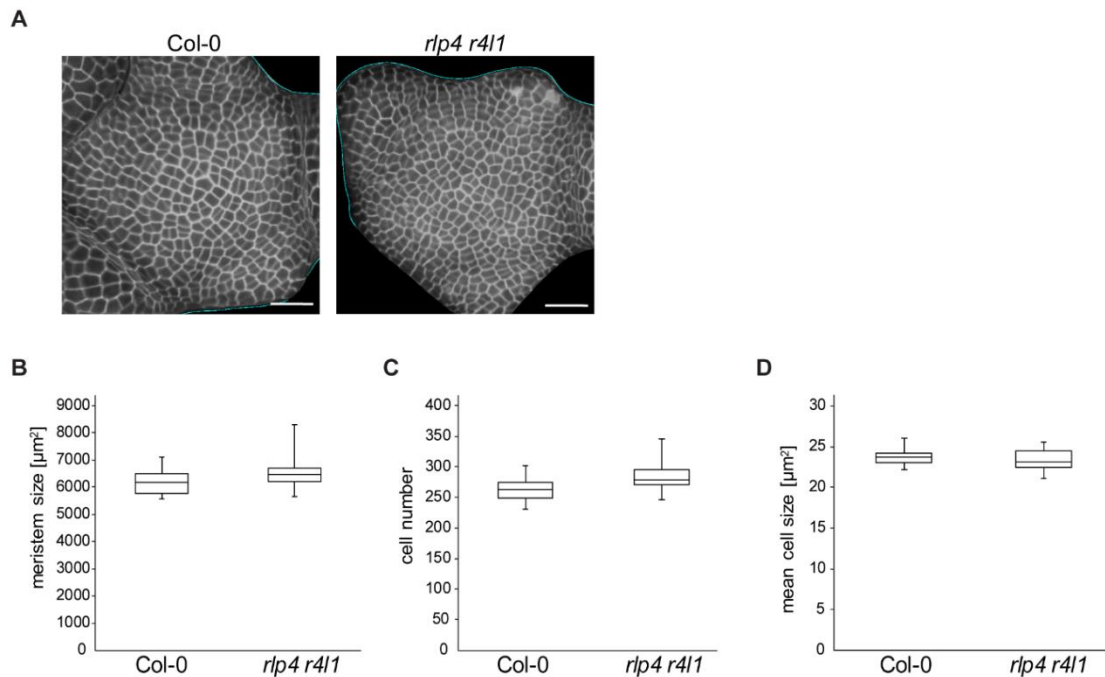 A
Col-0
rlp4 r4l1
B
meristem size [µm²]
9000
8000
7000
6000
5000
4000
3000
2000
1000
0
Col-0
rlp4 r4l1
C
cell number
400
350
300
250
200
150
100
50
0
Col-0
rlp4 r4l1
D
mean cell size [µm²]
30
25
20
15
10
5
0
Col-0
rlp4 r4l1